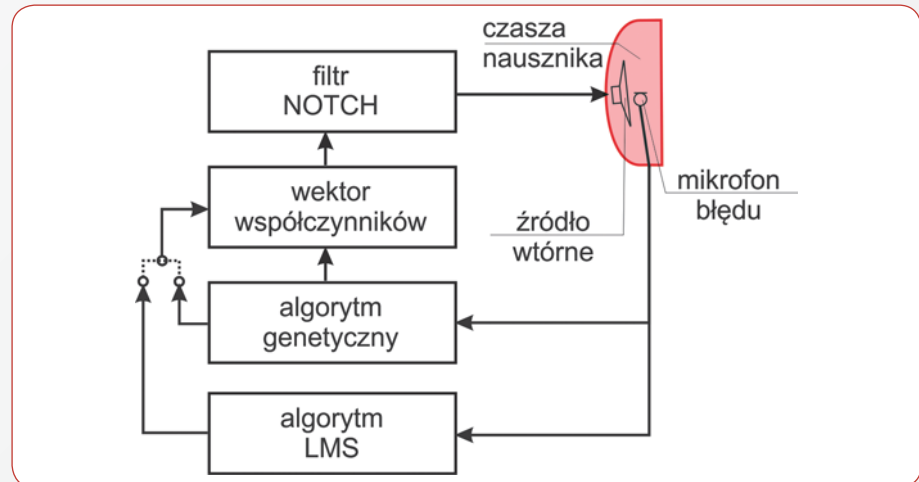 filtr
NOTCH
czasza
nausznika
wektor
współczynników
mikrofon
błędu
źródło
wtórne
algorytm
genetyczny
algorytm
LMS